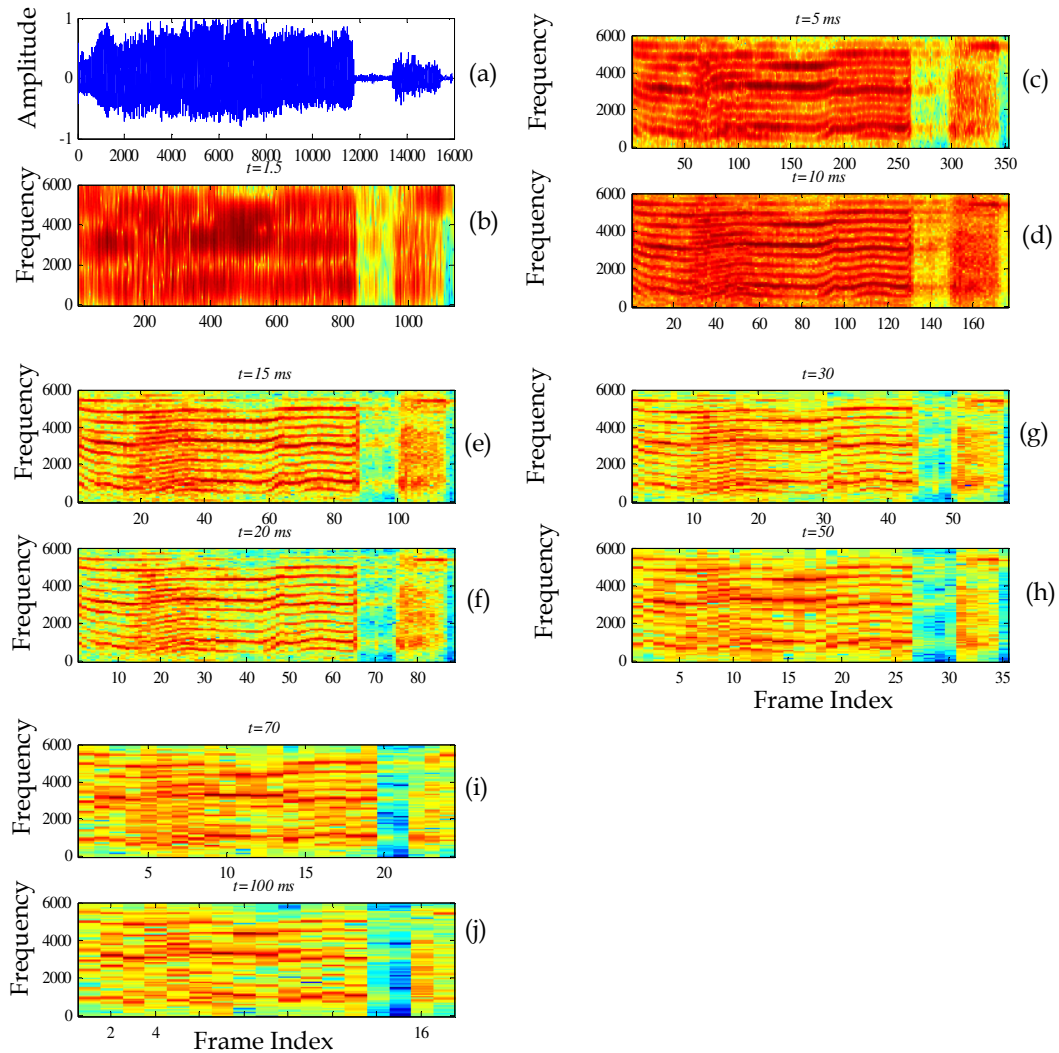 Amplitude
1
0
-1
0 2000 4000 6000 8000 10000 12000 14000 16000
(a)
t=1.5
Frequency
6000
4000
2000
0
200 400 600 800 1000
(b)
t=5 ms
Frequency
6000
4000
2000
0
50 100 150 200 250 300 350
(c)
t=10 ms
Frequency
6000
4000
2000
0
20 40 60 80 100 120 140 160
(d)
t=15 ms
Frequency
6000
4000
2000
0
20 40 60 80 100
(e)
t=20 ms
Frequency
6000
4000
2000
0
10 20 30 40 50 60 70 80
(f)
t=30
Frequency
6000
4000
2000
0
10 20 30 40 50
(g)
t=50
Frequency
6000
4000
2000
0
5 10 15 20 25 30 35
(h)
Frame Index
t=70
Frequency
6000
4000
2000
0
5 10 15 20
(i)
t=100 ms
Frequency
6000
4000
2000
0
2 4 16
(j)
Frame Index